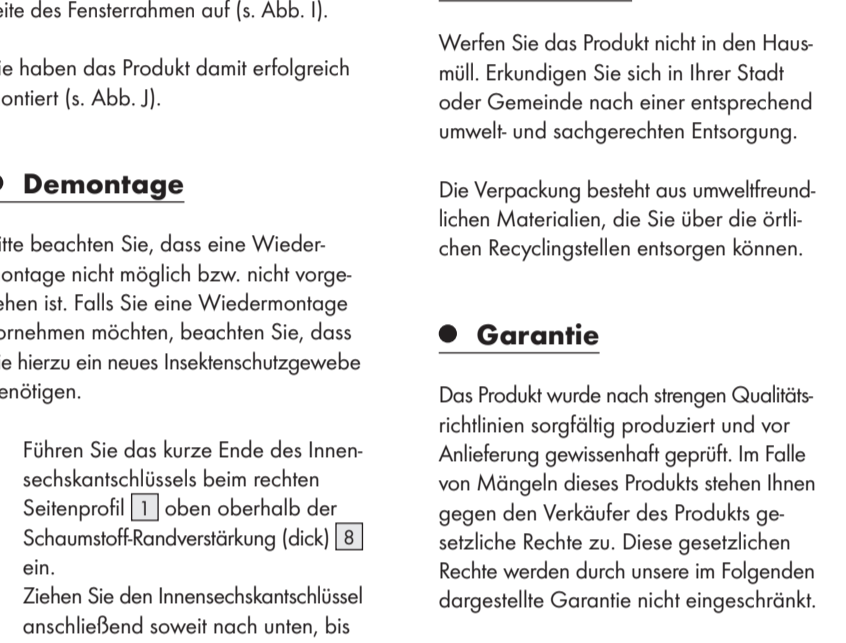 eite des Fensterrahmen auf (s. Abb. I).
ie haben das Produkt damit erfolgreich
ontiert (s. Abb. J).
Demontage
itte beachten Sie, dass eine Wieder-
ontage nicht möglich bzw. nicht vorge-
ehen ist. Falls Sie eine Wiedermontage
ornehmen möchten, beachten Sie, dass
ie hierzu ein neues Insektenschutzgewebe
enötigen.
Führen Sie das kurze Ende des Innen-
sechskantschlüssels beim rechten
Seitenprofil 1 oben oberhalb der
Schaumstoff-Randverstärkung (dick) 8
ein.
Ziehen Sie den Innensechskantschlüssel
anschließend soweit nach unten, bis
Werfen Sie das Produkt nicht in den Haus-
müll. Erkundigen Sie sich in Ihrer Stadt
oder Gemeinde nach einer entsprechend
umwelt- und sachgerechten Entsorgung.
Die Verpackung besteht aus umweltfreund-
lichen Materialien, die Sie über die örtli-
chen Recyclingstellen entsorgen können.
● Garantie
Das Produkt wurde nach strengen Qualitäts-
richtlinien sorgfältig produziert und vor
Anlieferung gewissenhaft geprüft. Im Falle
von Mängeln dieses Produkts stehen Ihnen
gegen den Verkäufer des Produkts ge-
setzliche Rechte zu. Diese gesetzlichen
Rechte werden durch unsere im Folgenden
dargestellte Garantie nicht eingeschränkt.